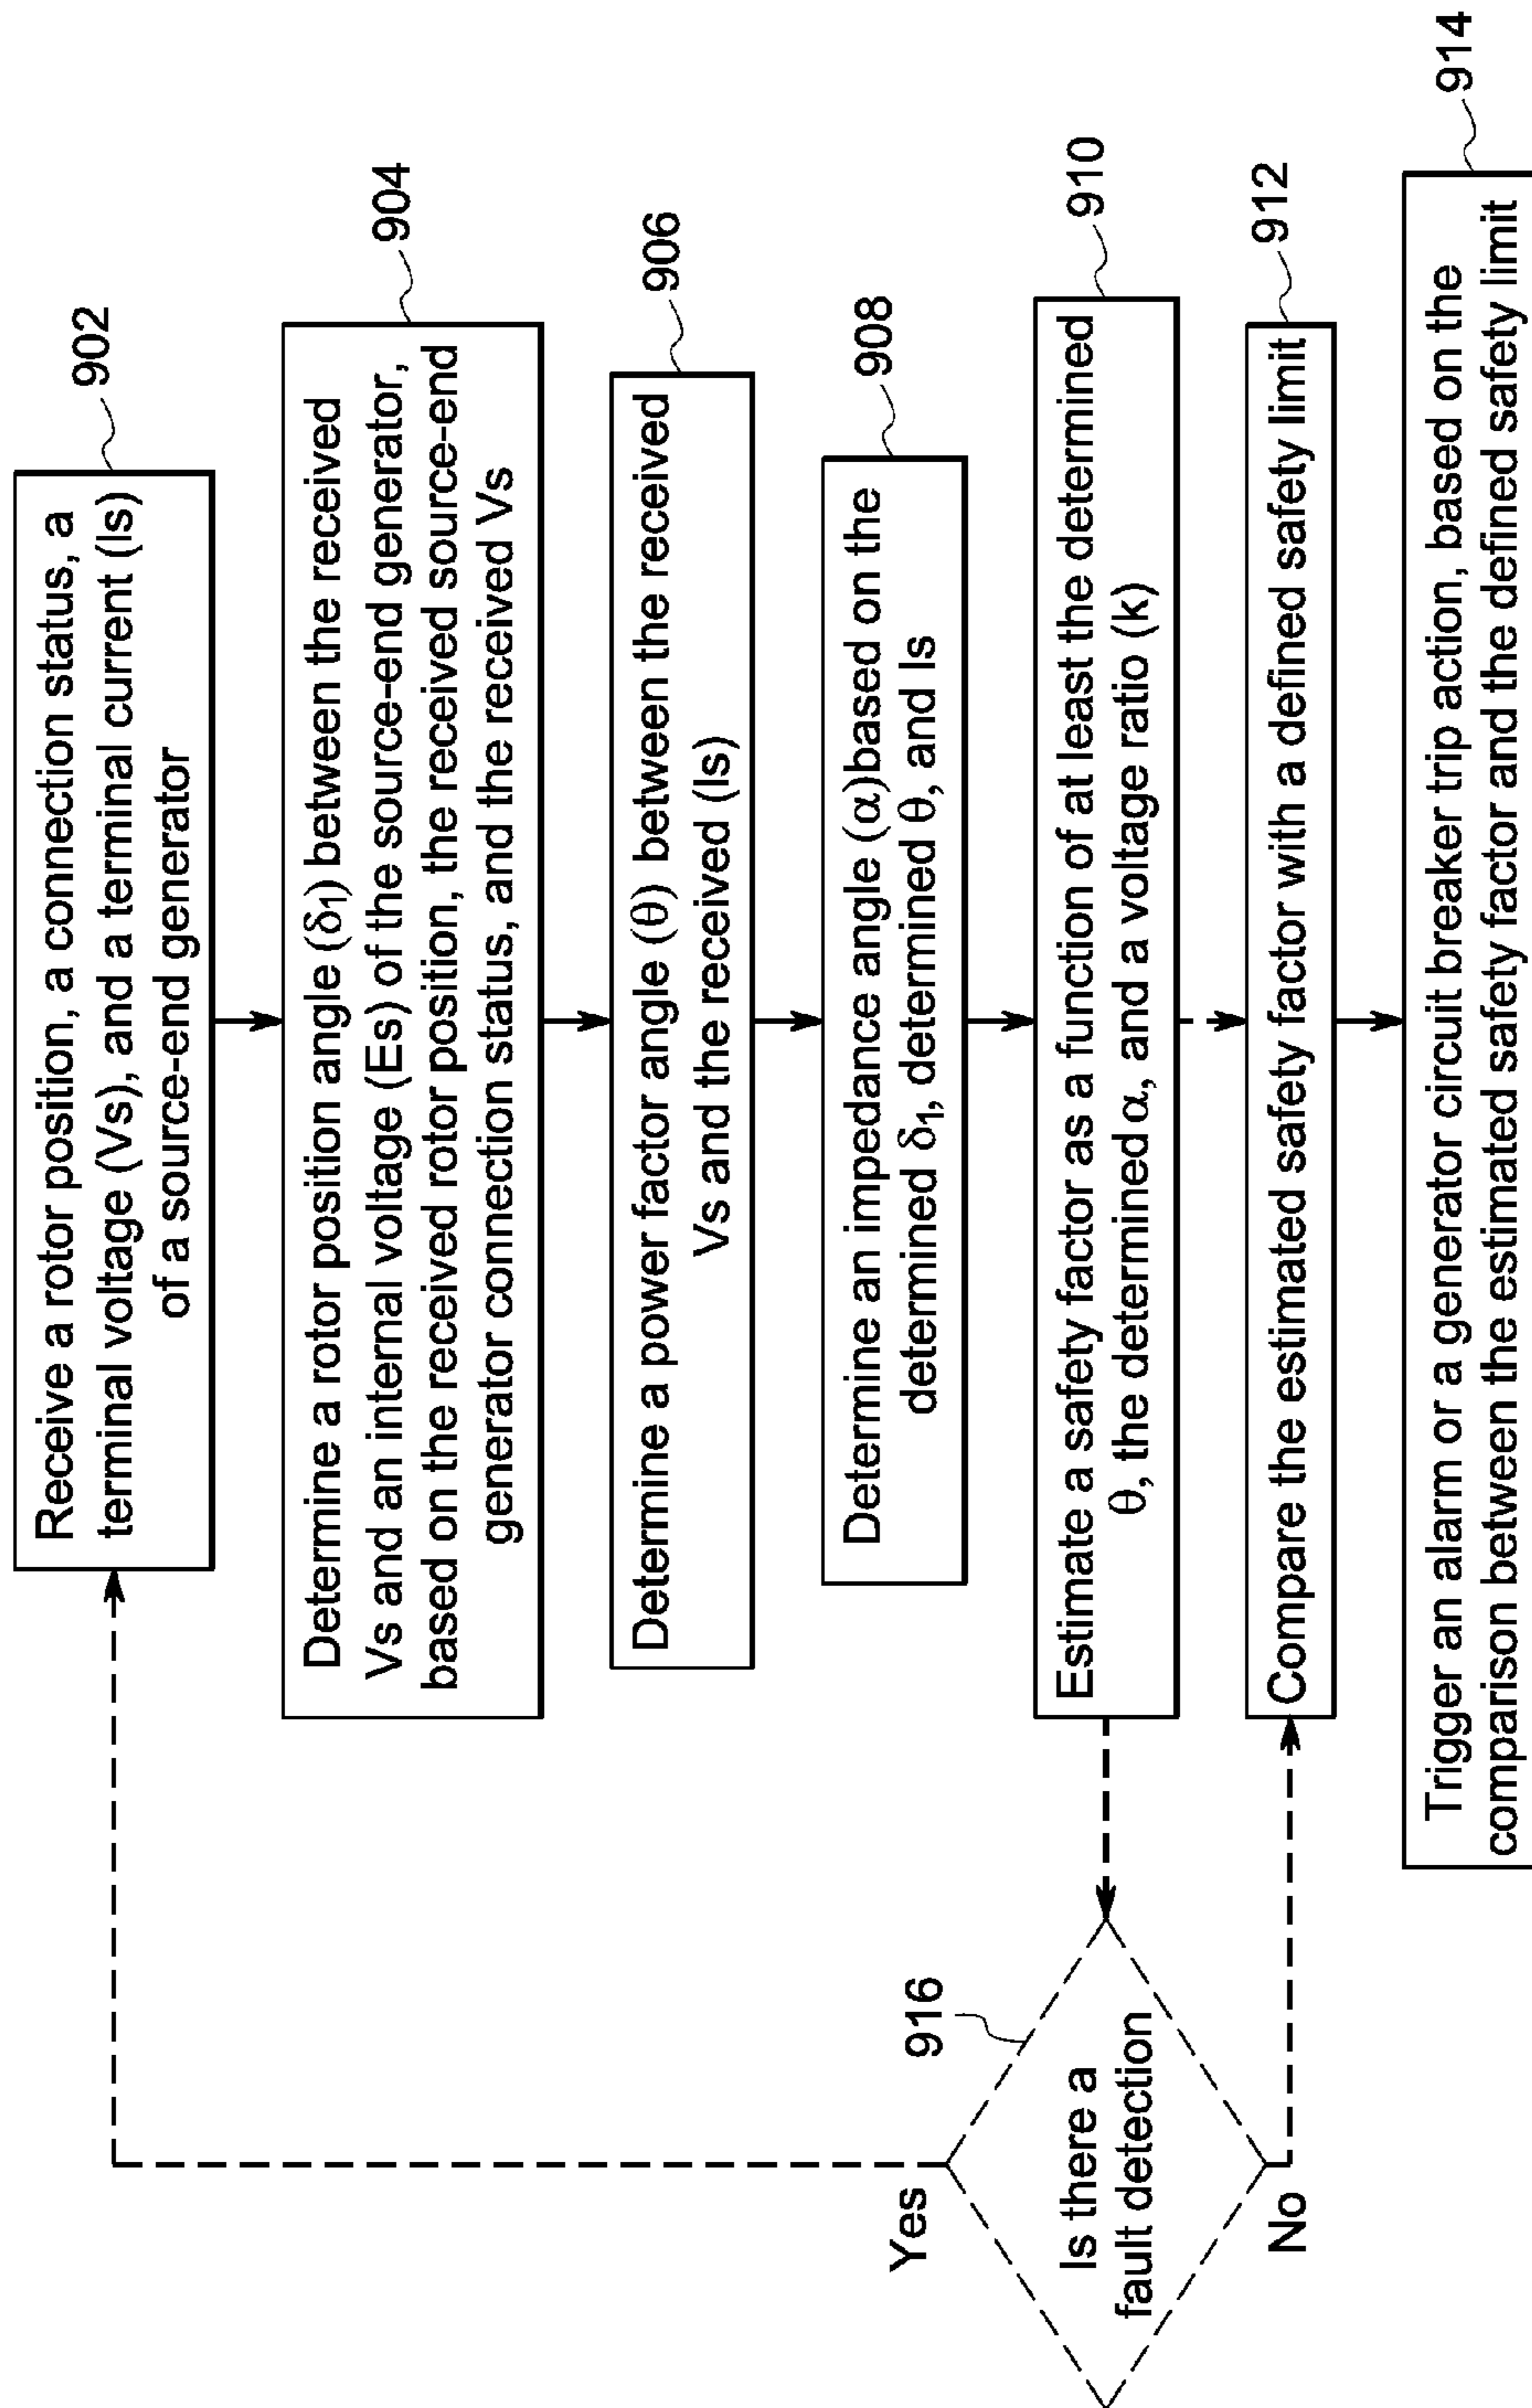 902
Receive a rotor position, a connection status, a
terminal voltage (Vs), and a terminal current (Is)
of a source-end generator
904
Determine a rotor position angle (δ1) between the received
Vs and an internal voltage (Es) of the source-end generator,
based on the received rotor position, the received source-end
generator connection status, and the received Vs
906
Determine a power factor angle (θ) between the received
Vs and the received (Is)
908
Determine an impedance angle (α)based on the
determined δ1, determined θ, and Is
910
Estimate a safety factor as a function of at least the determined
θ, the determined α, and a voltage ratio (k)
916
Is there a
fault detection
Yes
No
912
Compare the estimated safety factor with a defined safety limit
914
Trigger an alarm or a generator circuit breaker trip action, based on the
comparison between the estimated safety factor and the defined safety limit